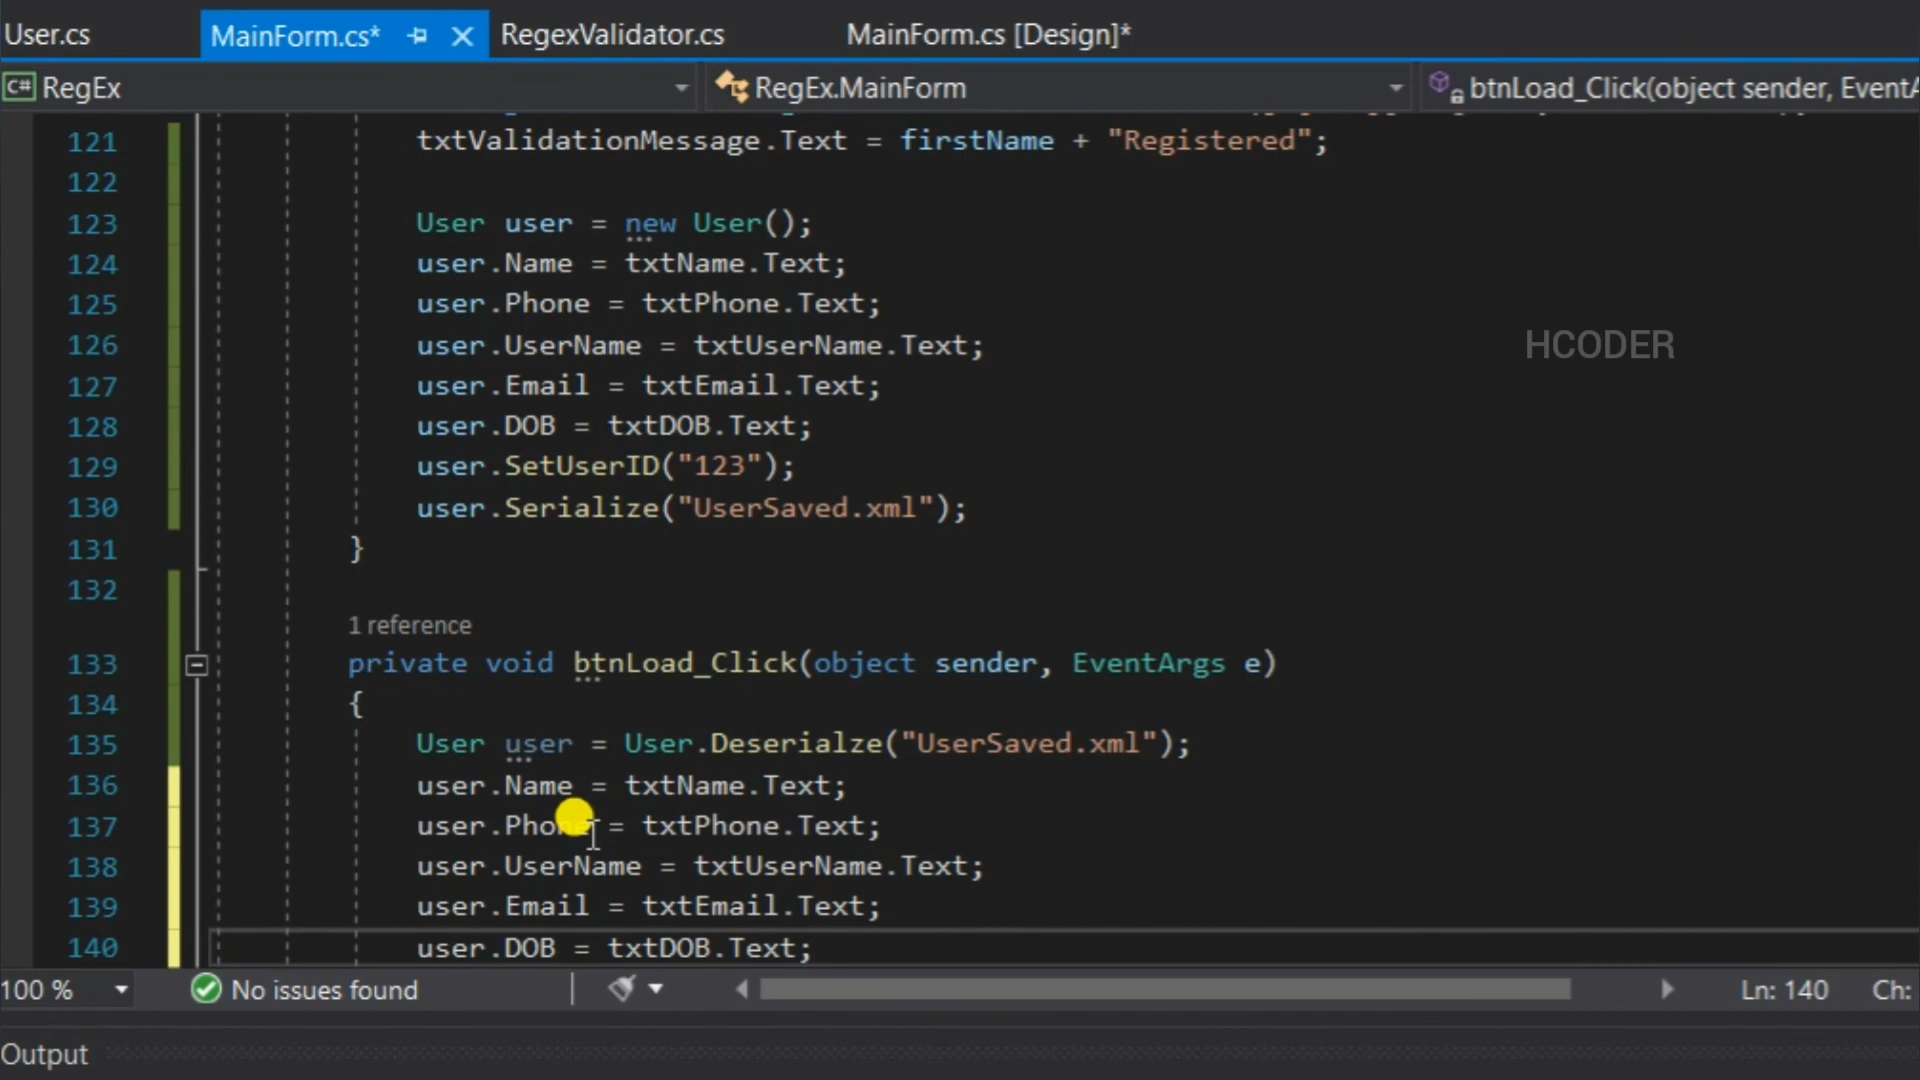 User.cs MainForm.cs* RegexValidator.cs MainForm.cs [Design]*
C# RegEx RegEx.MainForm btnLoad_Click(object sender, EventA
121 txtValidationMessage.Text = firstName + "Registered";
122
123 User user = new User();
124 user.Name = txtName.Text;
125 user.Phone = txtPhone.Text;
126 user.UserName = txtUserName.Text;
HCODER
127 user.Email = txtEmail.Text;
128 user.DOB = txtDOB.Text;
129 user.SetUserID("123");
130 user.Serialize("UserSaved.xml");
131 }
132
1 reference
133 private void btnLoad_Click(object sender, EventArgs e)
134 {
135 User user = User.Deserialze("UserSaved.xml");
136 user.Name = txtName.Text;
137 user.Phone = txtPhone.Text;
138 user.UserName = txtUserName.Text;
139 user.Email = txtEmail.Text;
140 user.DOB = txtDOB.Text;
100 % No issues found Ln: 140 Ch:
Output